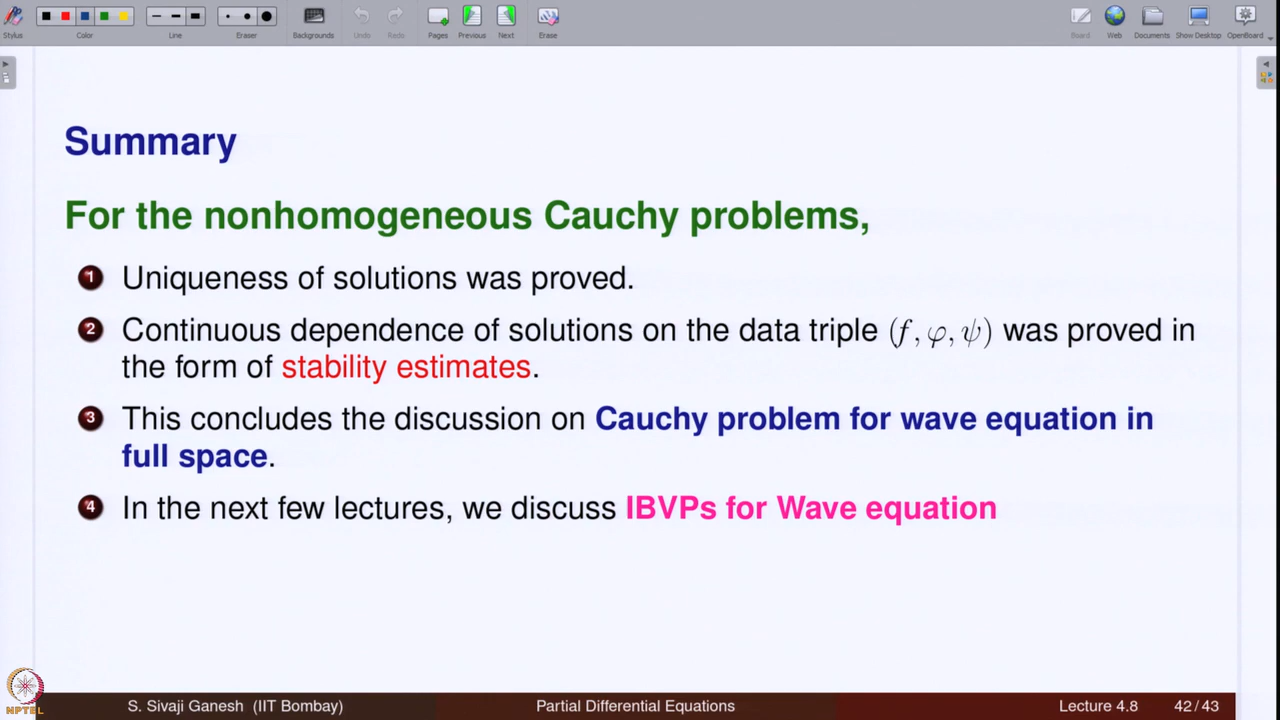 Stylus Color Line Eraser Backgrounds Undo Redo Pages Previous Next Erase Board Web Documents Show Desktop OpenBoard
Summary
For the nonhomogeneous Cauchy problems,
1 Uniqueness of solutions was proved.
2 Continuous dependence of solutions on the data triple (f, φ, ψ) was proved in
the form of stability estimates.
3 This concludes the discussion on Cauchy problem for wave equation in
full space.
4 In the next few lectures, we discuss IBVPs for Wave equation
NPTEL
S. Sivaji Ganesh (IIT Bombay) Partial Differential Equations Lecture 4.8 42 / 43